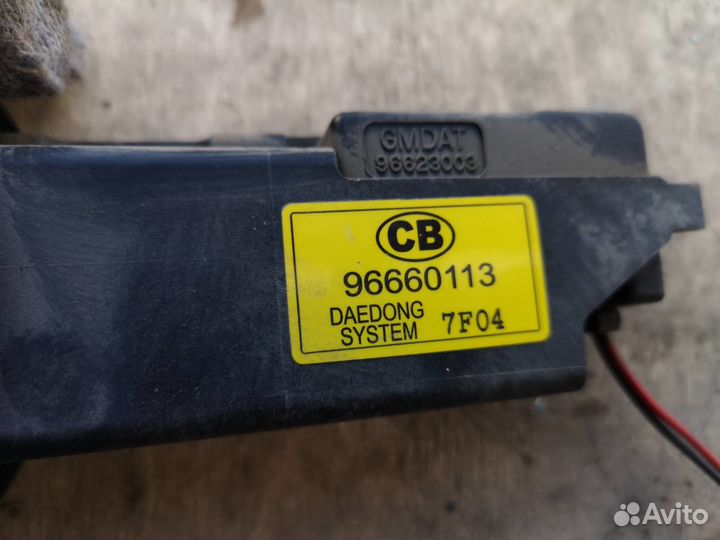 GMDAT
96623003
CB
96660113
DAEDONG
SYSTEM 7F04
Avito